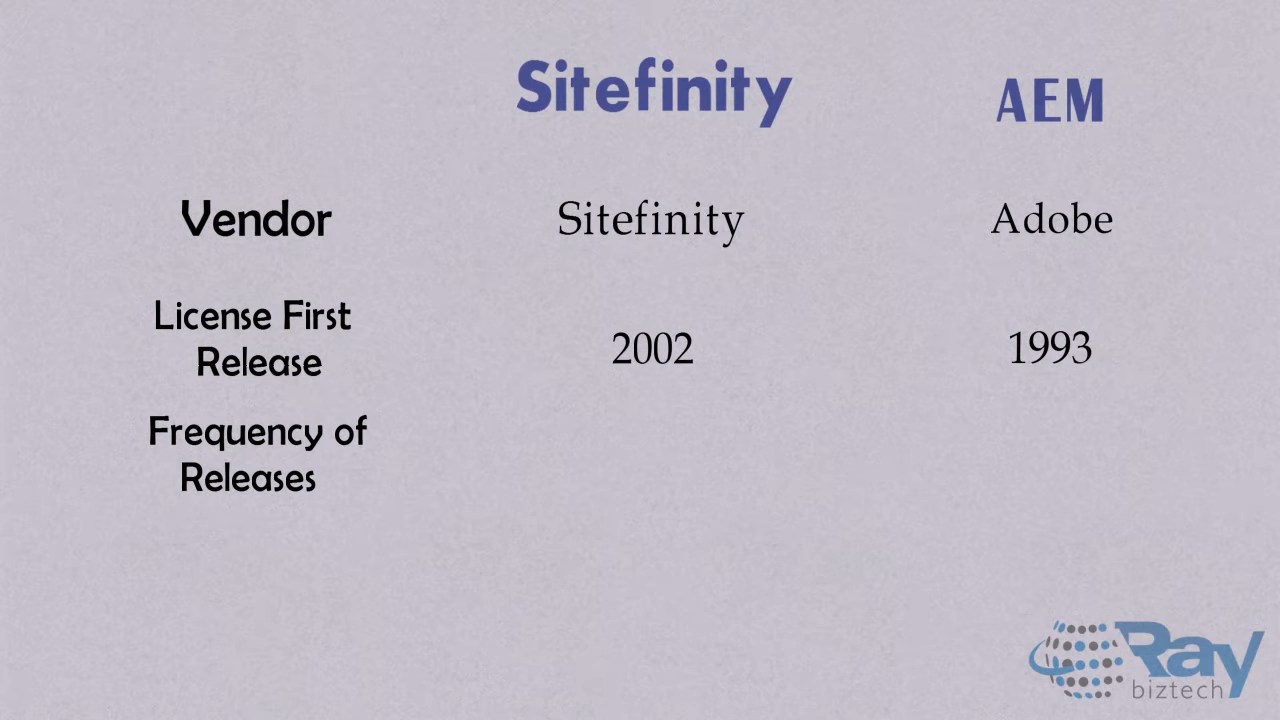 Sitefinity AEM
Vendor Sitefinity Adobe
License First
Release 2002 1993
Frequency of
Releases
Ray
biztech